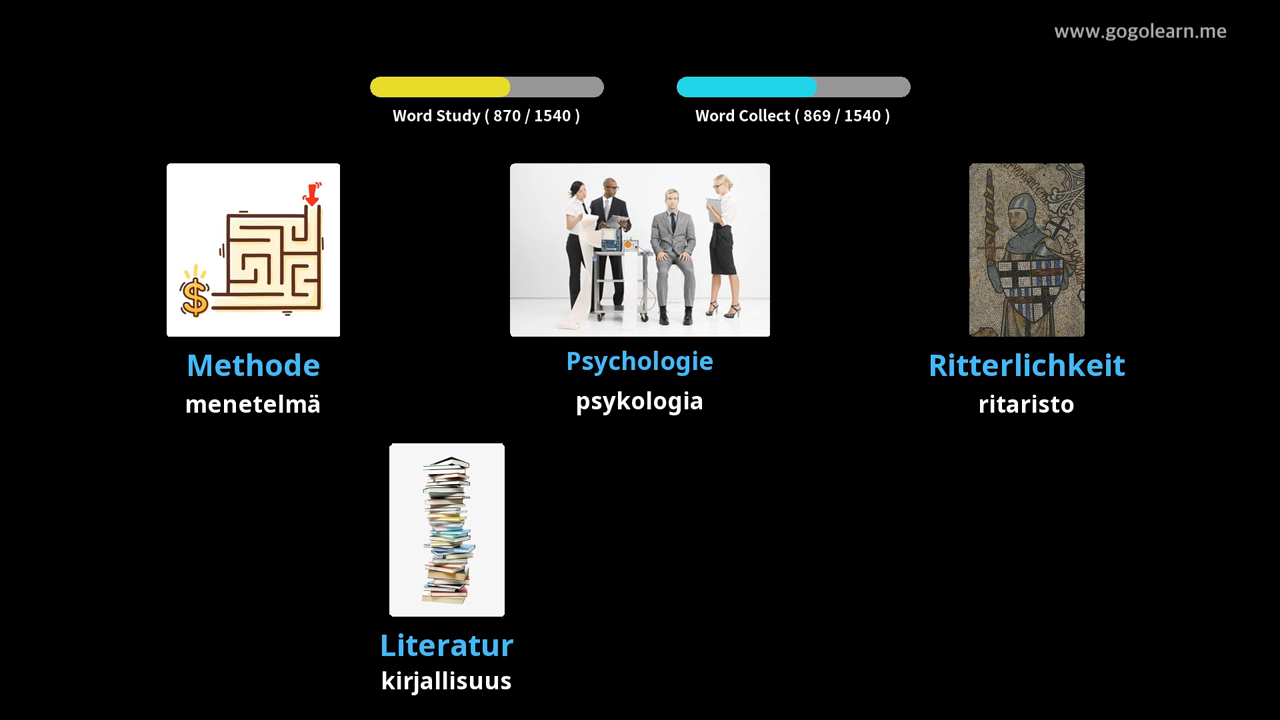 www.gogolearn.me
Word Study ( 870 / 1540 )
Word Collect ( 869 / 1540 )
Methode
menetelmä
Psychologie
psykologia
Ritterlichkeit
ritaristo
Literatur
kirjallisuus